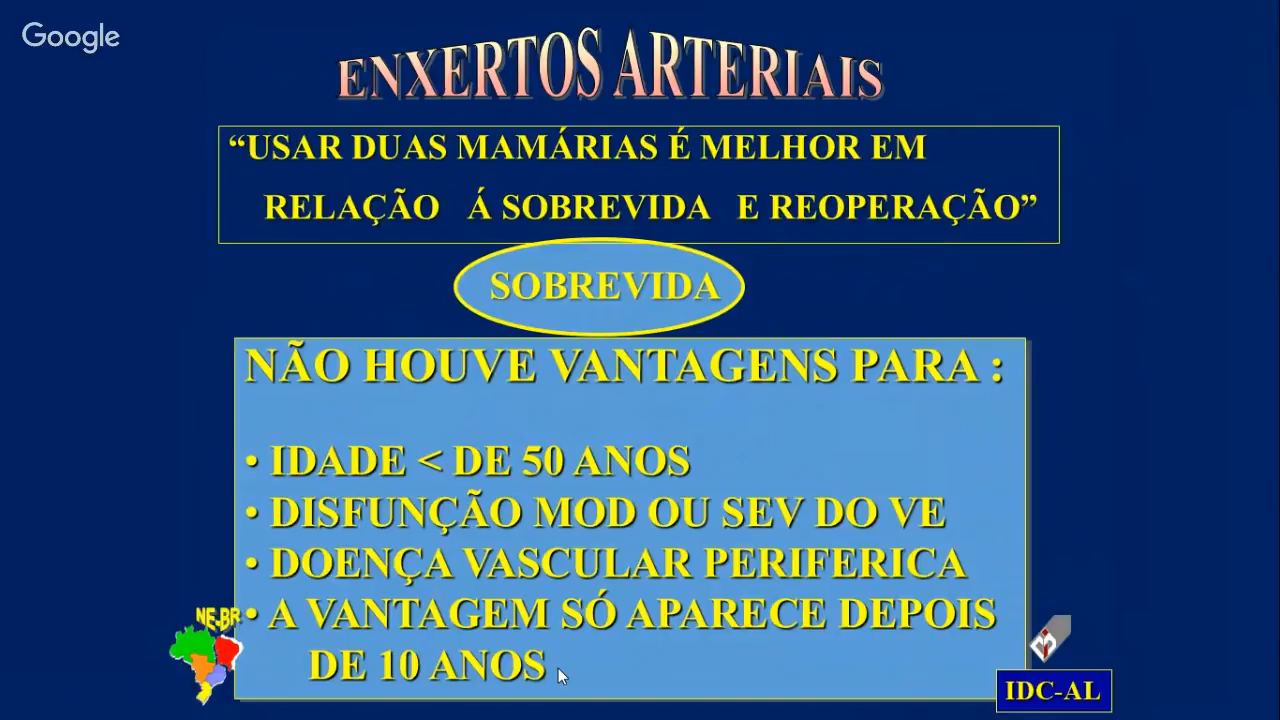 Google
ENXERTOS ARTERIAIS
“USAR DUAS MAMÁRIAS É MELHOR EM
RELAÇÃO Á SOBREVIDA E REOPERAÇÃO”
SOBREVIDA
NÃO HOUVE VANTAGENS PARA :
• IDADE < DE 50 ANOS
• DISFUNÇÃO MOD OU SEV DO VE
• DOENÇA VASCULAR PERIFERICA
• A VANTAGEM SÓ APARECE DEPOIS
DE 10 ANOS
NE-BR
IDC-AL